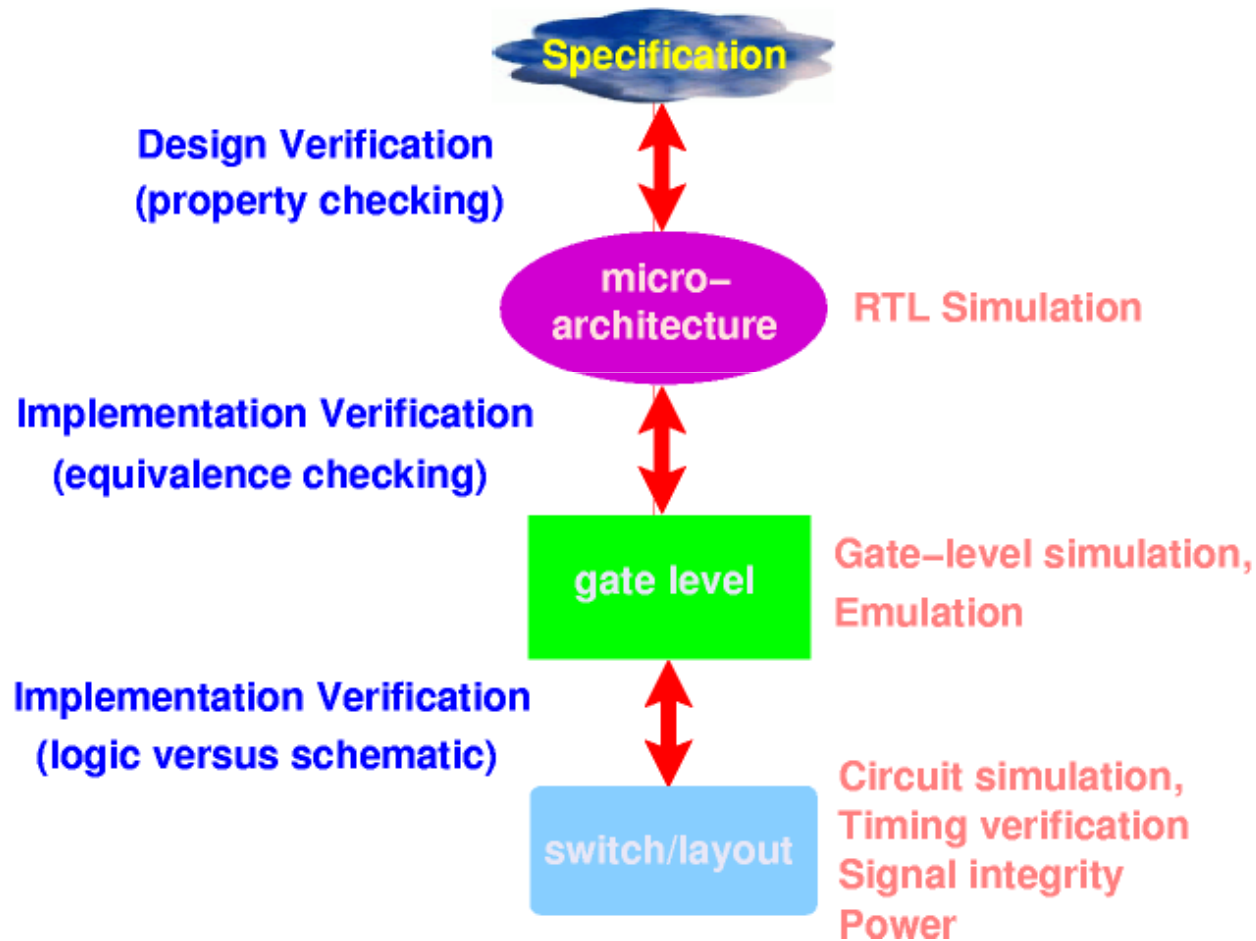 Specification
Design Verification
(property checking)
micro–
architecture
RTL Simulation
Implementation Verification
(equivalence checking)
gate level
Gate–level simulation,
Emulation
Implementation Verification
(logic versus schematic)
switch/layout
Circuit simulation,
Timing verification
Signal integrity
Power